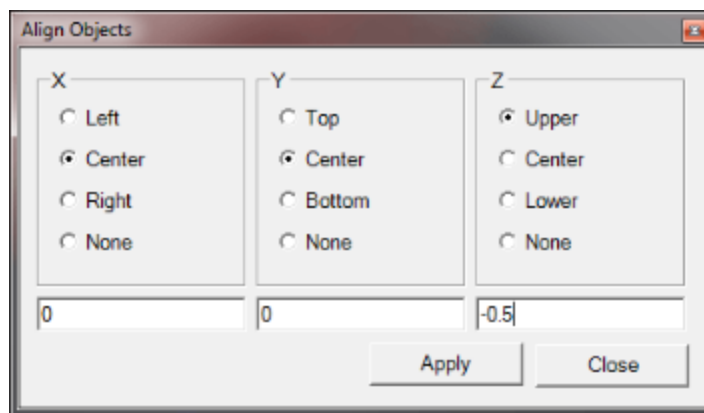 Align Objects
X Y Z
Left Top Upper
Center Center Center
Right Bottom Lower
None None None
0 0 -0.5
Apply Close